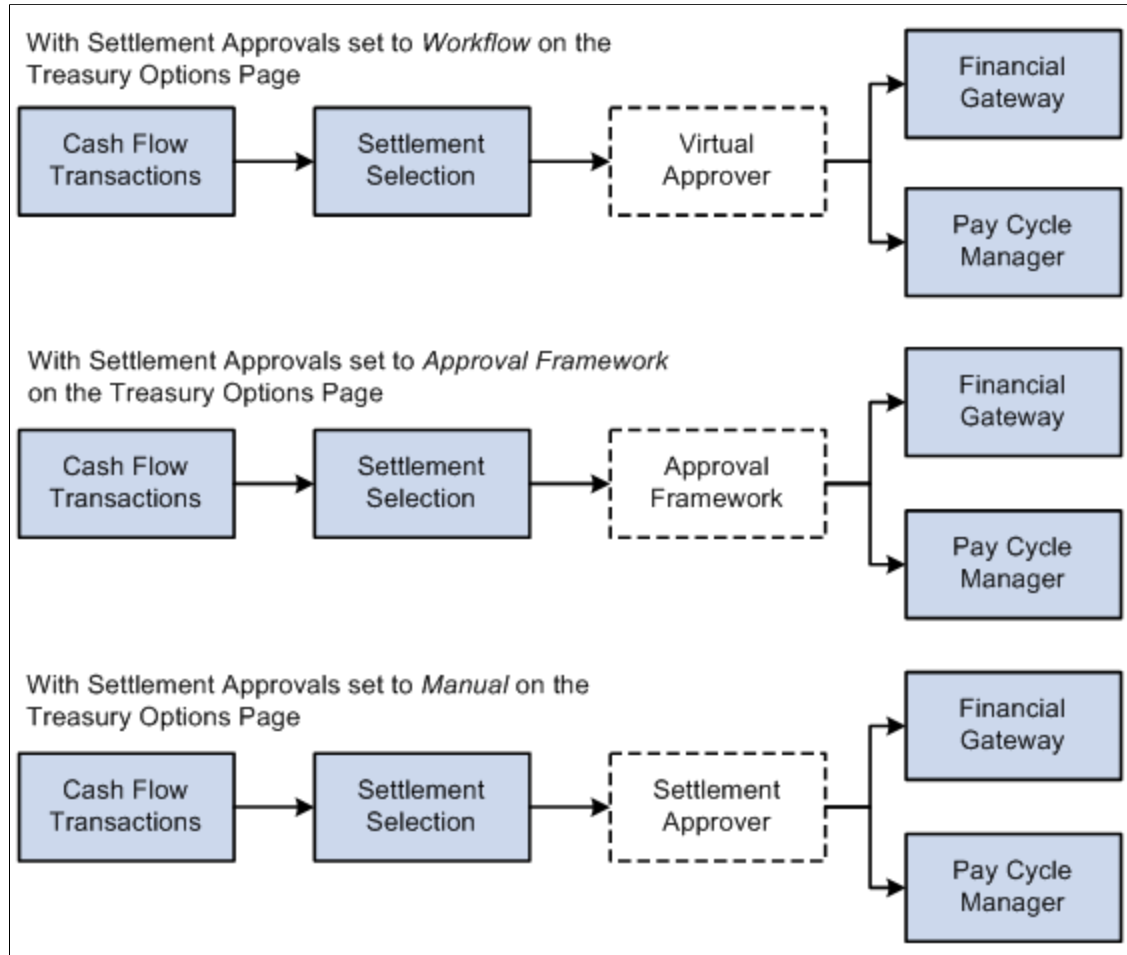 With Settlement Approvals set to Workflow on the
Treasury Options Page
Cash Flow
Transactions
Settlement
Selection
Virtual
Approver
Financial
Gateway
Pay Cycle
Manager
With Settlement Approvals set to Approval Framework
on the Treasury Options Page
Cash Flow
Transactions
Settlement
Selection
Approval
Framework
Financial
Gateway
Pay Cycle
Manager
With Settlement Approvals set to Manual on the
Treasury Options Page
Cash Flow
Transactions
Settlement
Selection
Settlement
Approver
Financial
Gateway
Pay Cycle
Manager